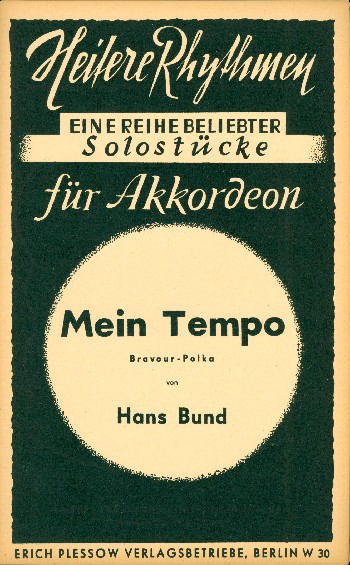 Heitere Rhythmen
EINE REIHE BELIEBTER
Solostücke
für Akkordeon
Mein Tempo
Bravour-Polka
von
Hans Bund
ERICH PLESSOW VERLAGSBETRIEBE, BERLIN W 30